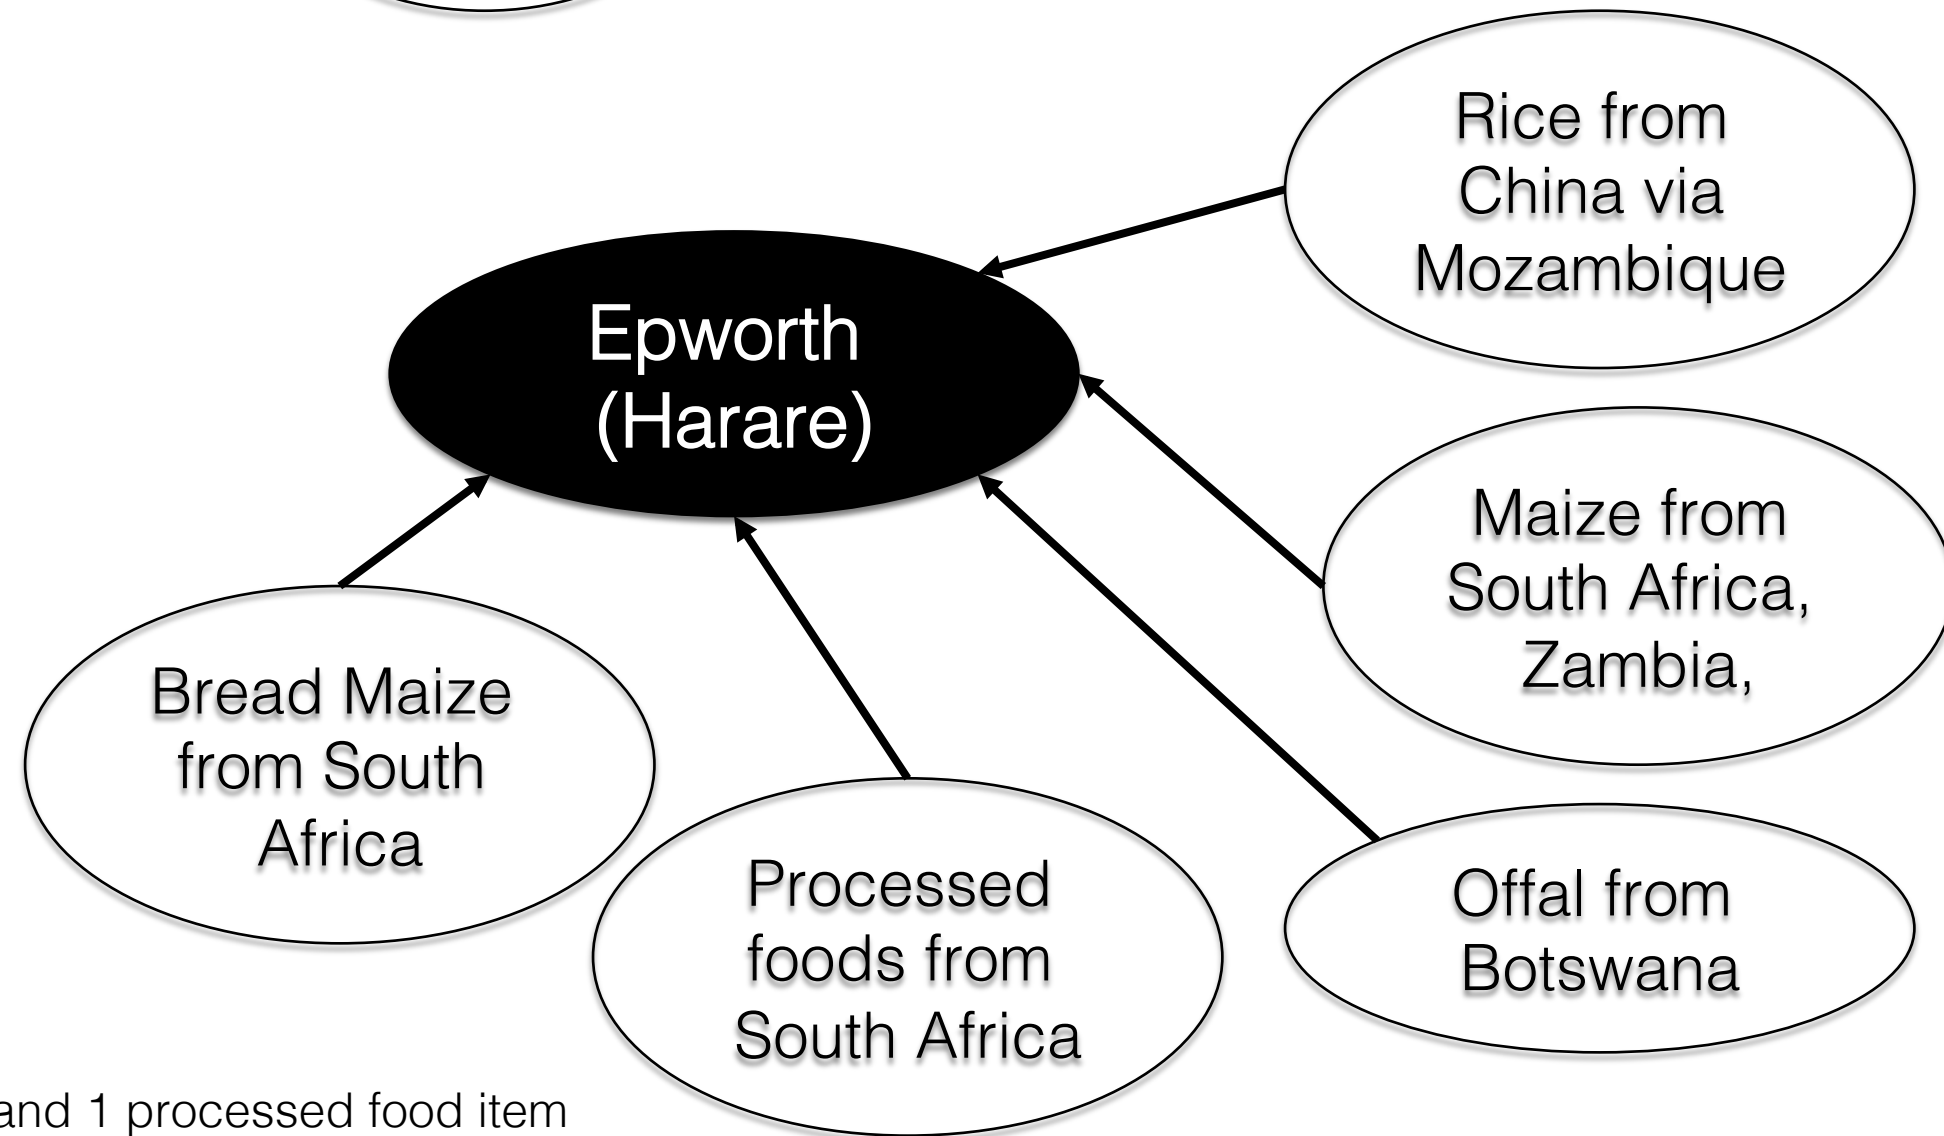 Rice from
China via
Mozambique
Epworth
(Harare)
Maize from
South Africa,
Zambia,
Bread Maize
from South
Africa
Processed
foods from
South Africa
Offal from
Botswana
and 1 processed food item